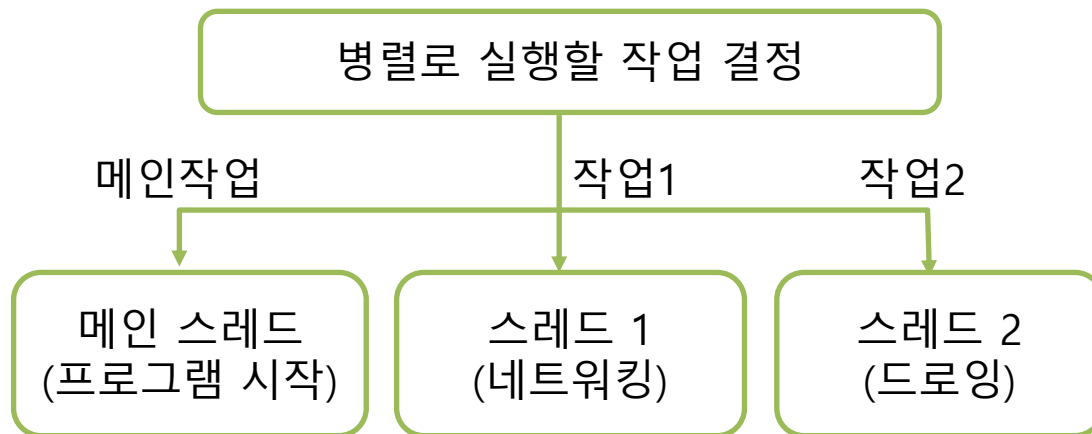 병렬로 실행할 작업 결정
메인작업
작업1
작업2
메인 스레드
(프로그램 시작)
스레드 1
(네트워킹)
스레드 2
(드로잉)